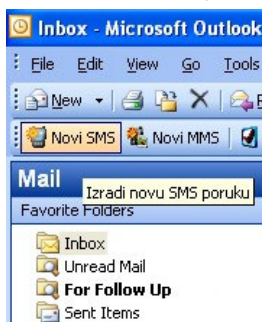 Inbox - Microsoft Outlook
File Edit View Go Tools
New
Novi SMS Novi MMS
Mail
Izradi novu SMS poruku
Favorite Folders
Inbox
Unread Mail
For Follow Up
Sent Items